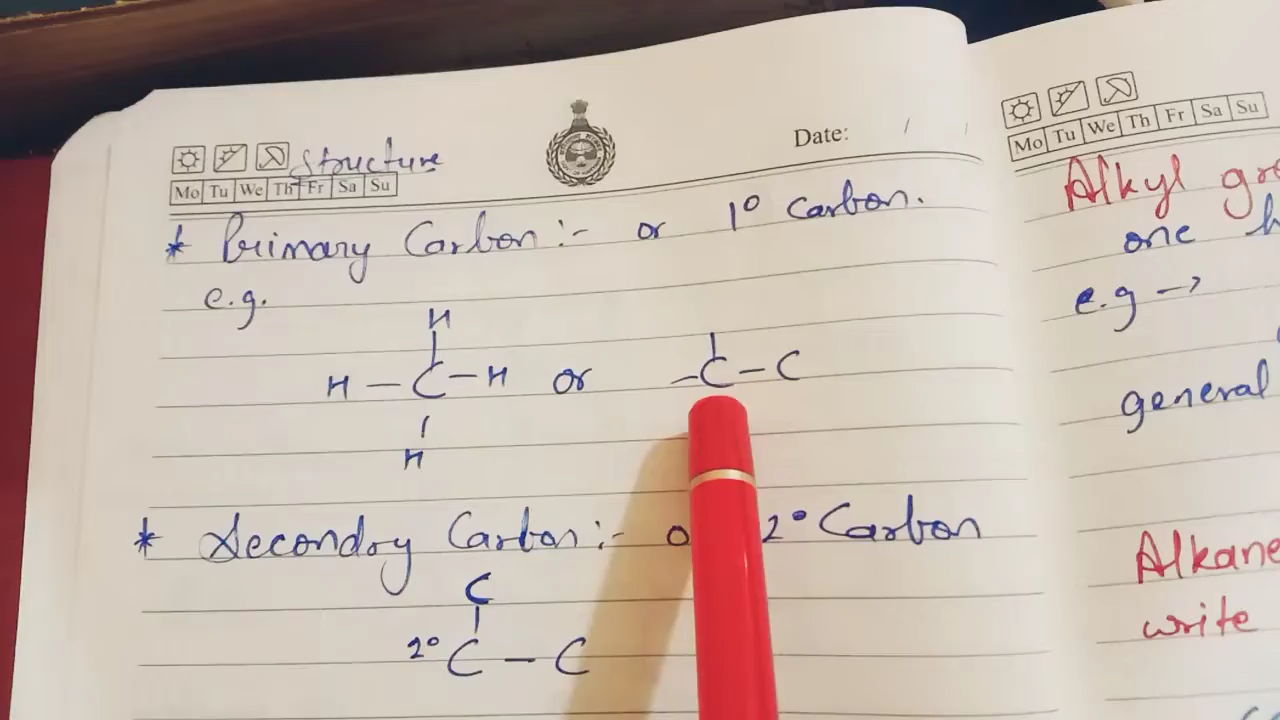 Structure
Date: / /
Mo Tu We Th Fr Sa Su
* Primary Carbon :- or 1° Carbon.
e.g.
H
H - C - H or - C - C
H
* Secondry Carbon :- 2° Carbon
C
2° C - C
Mo Tu We Th Fr Sa Su
Alkyl
one
e.g →
general
Alkane
write